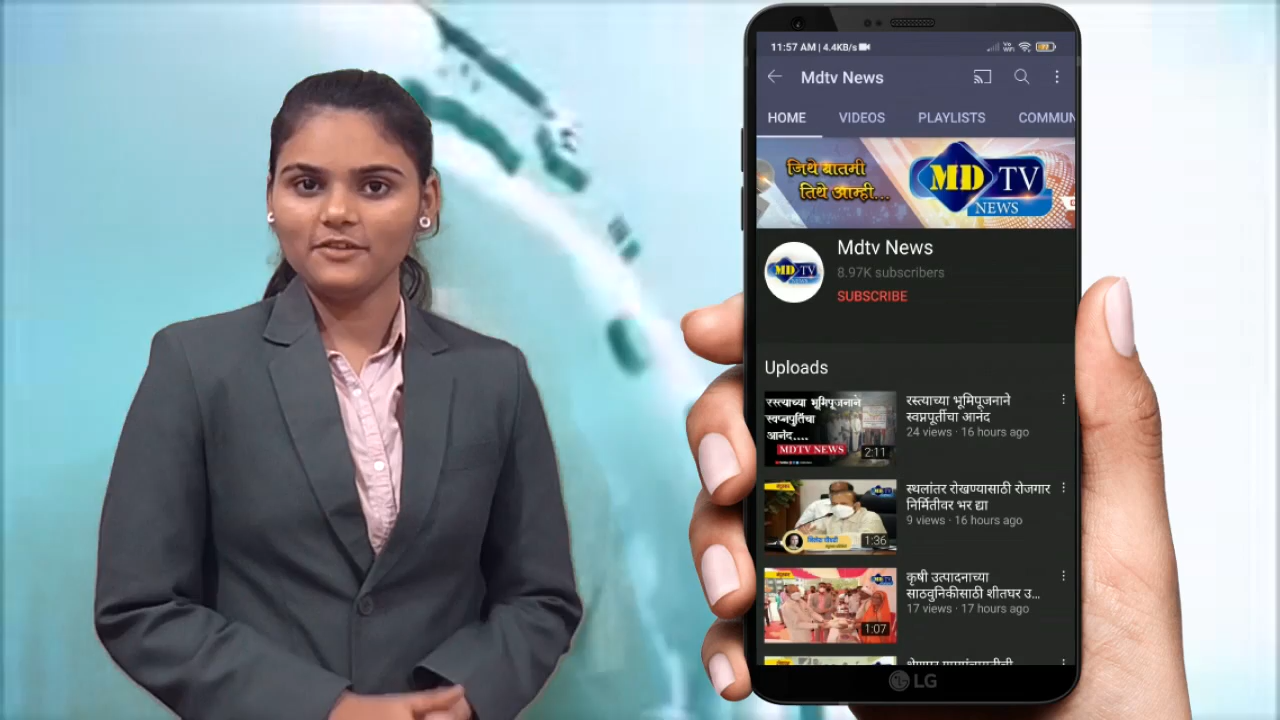 11:57 AM | 4.4KB/s
Mdtv News
HOME VIDEOS PLAYLISTS COMMUN
जिथे बातमी
तिथे आम्ही...
MD TV
NEWS
Mdtv News
8.97K subscribers
SUBSCRIBE
MD TV
Uploads
रस्त्याच्या भूमिपूजनाने
स्वप्नपुर्तिचा
आनंद....
MDTV NEWS
2:11
रस्त्याच्या भूमिपूजनाने
स्वप्नपूर्तीचा आनंद
24 views · 16 hours ago
1:36
स्थलांतर रोखण्यासाठी रोजगार
निर्मितीवर भर द्या
9 views · 16 hours ago
1:07
कृषी उत्पादनाच्या
साठवुनिकीसाठी शीतघर उ...
17 views · 17 hours ago
LG